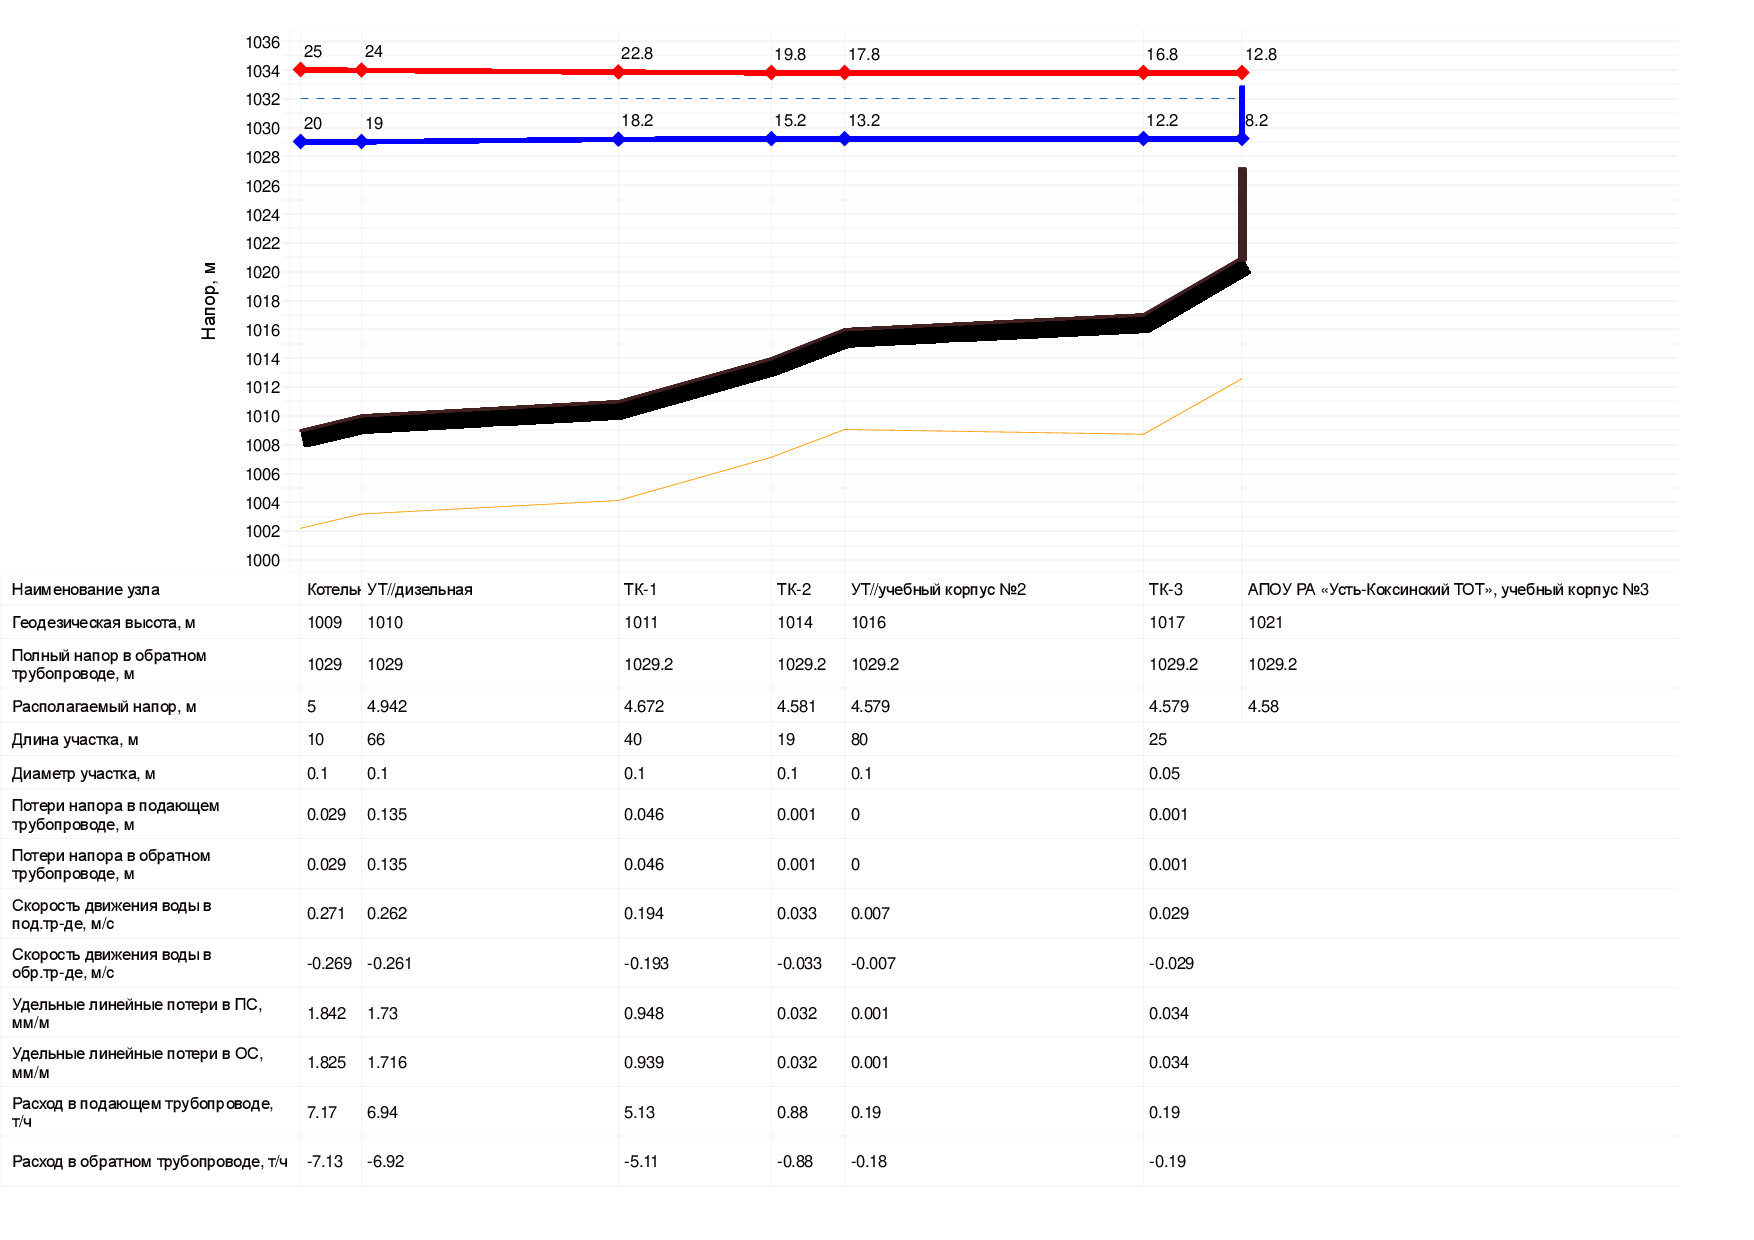 1036
25
24
22.8
19.8
17.8
16.8
12.8
1034
1032
1030
20
19
18.2
15.2
13.2
12.2
8.2
1028
1026
1024
1022
1020
1018
1016
1014
1012
1010
1008
1006
1004
1002
1000
Напор, м
Наименование узла
Котельн УТ//дизельная ТК-1 ТК-2 УТ//учебный корпус №2 ТК-3 АПОУ РА «Усть-Коксинский ТОТ», учебный корпус №3
Геодезическая высота, м 1009 1010 1011 1014 1016 1017 1021
Полный напор в обратном
трубопроводе, м
1029 1029 1029.2 1029.2 1029.2 1029.2 1029.2
Располагаемый напор, м 5 4.942 4.672 4.581 4.579 4.579 4.58
Длина участка, м 10 66 40 19 80 25
Диаметр участка, м 0.1 0.1 0.1 0.1 0.1 0.05
Потери напора в подающем
трубопроводе, м
0.029 0.135 0.046 0.001 0 0.001
Потери напора в обратном
трубопроводе, м
0.029 0.135 0.046 0.001 0 0.001
Скорость движения воды в
под.тр-де, м/с
0.271 0.262 0.194 0.033 0.007 0.029
Скорость движения воды в
обр.тр-де, м/с
-0.269 -0.261 -0.193 -0.033 -0.007 -0.029
Удельные линейные потери в ПС,
мм/м
1.842 1.73 0.948 0.032 0.001 0.034
Удельные линейные потери в ОС,
мм/м
1.825 1.716 0.939 0.032 0.001 0.034
Расход в подающем трубопроводе,
т/ч
7.17 6.94 5.13 0.88 0.19 0.19
Расход в обратном трубопроводе, т/ч -7.13 -6.92 -5.11 -0.88 -0.18 -0.19